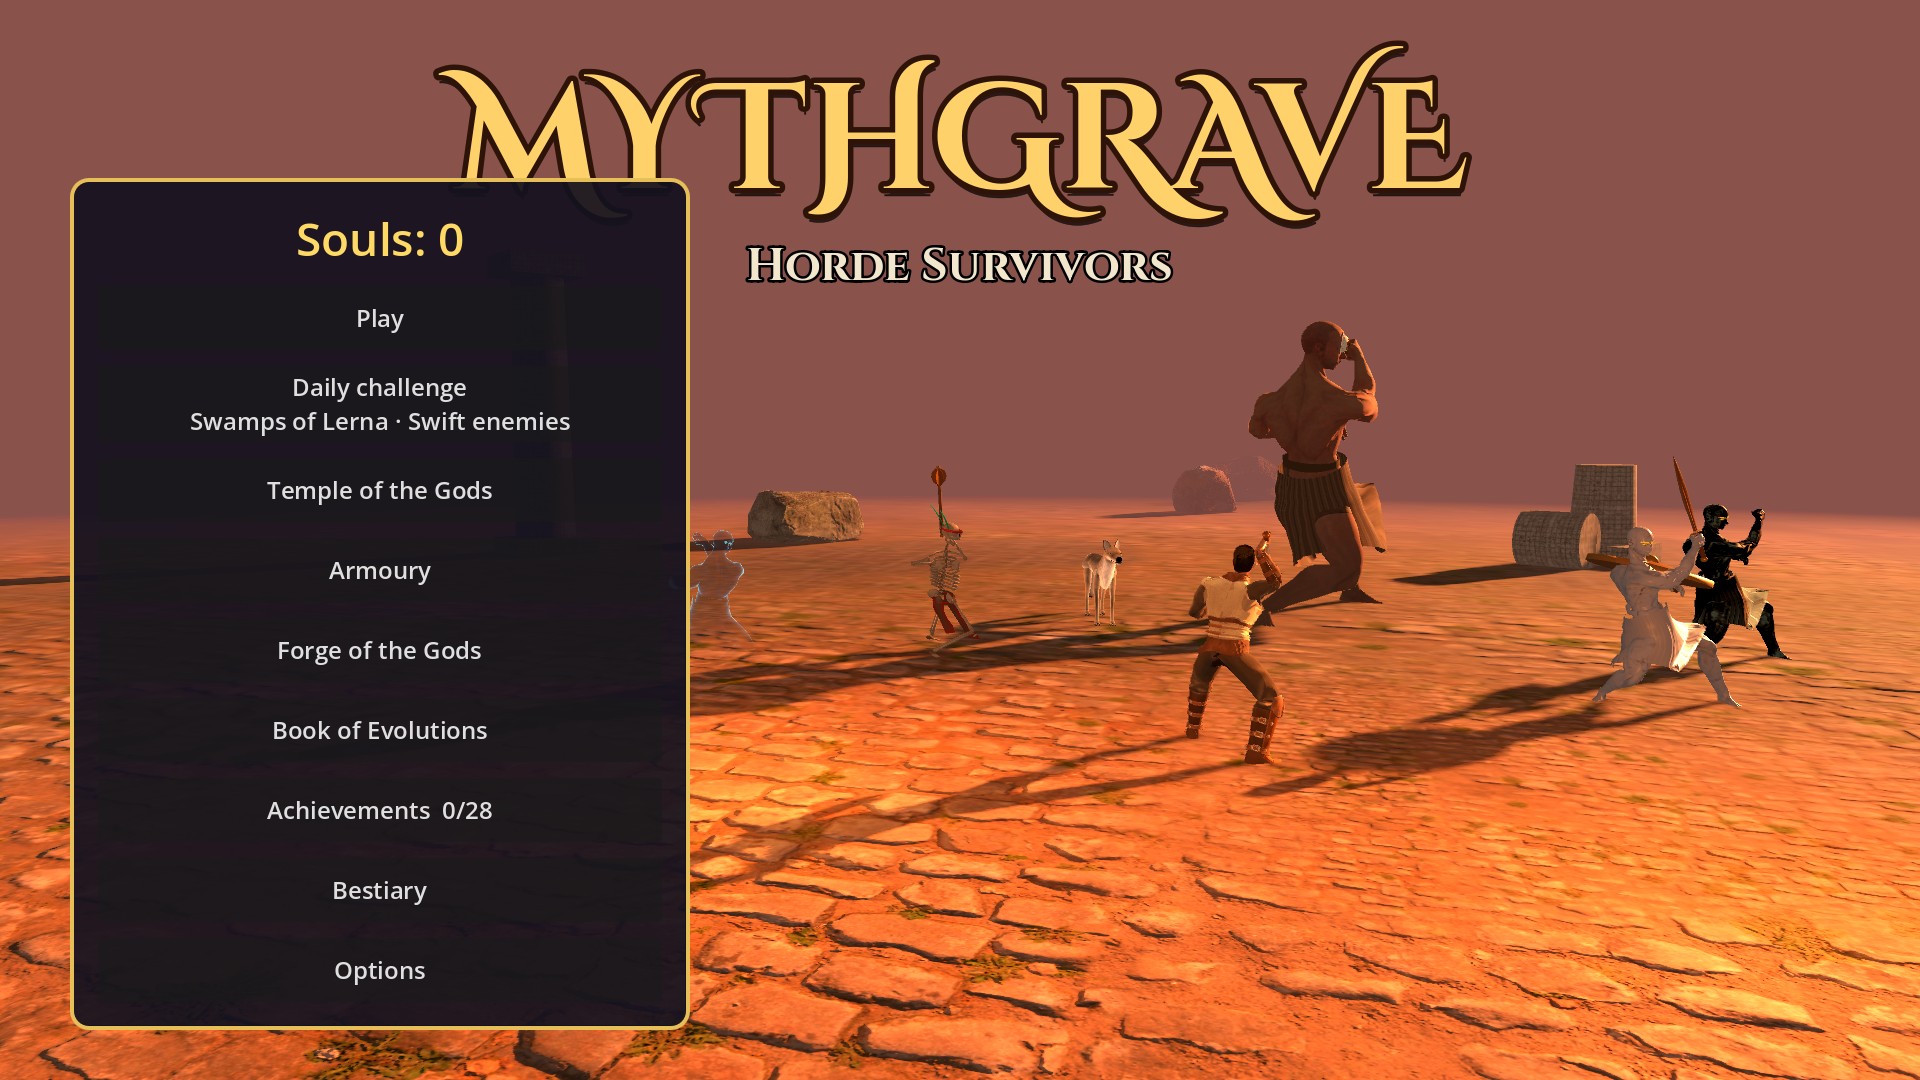 MYTHGRAVE
Horde Survivors
Souls: 0
Play
Daily challenge
Swamps of Lerna · Swift enemies
Temple of the Gods
Armoury
Forge of the Gods
Book of Evolutions
Achievements 0/28
Bestiary
Options